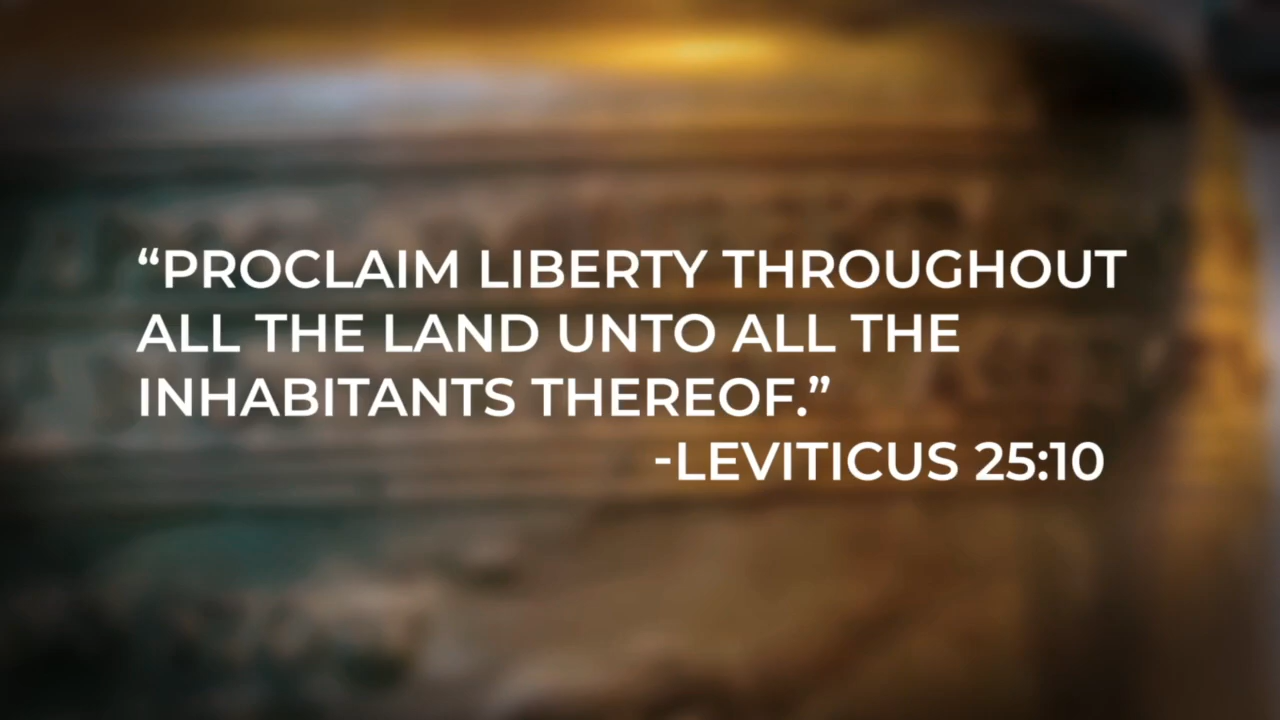 “PROCLAIM LIBERTY THROUGHOUT
ALL THE LAND UNTO ALL THE
INHABITANTS THEREOF.”
-LEVITICUS 25:10